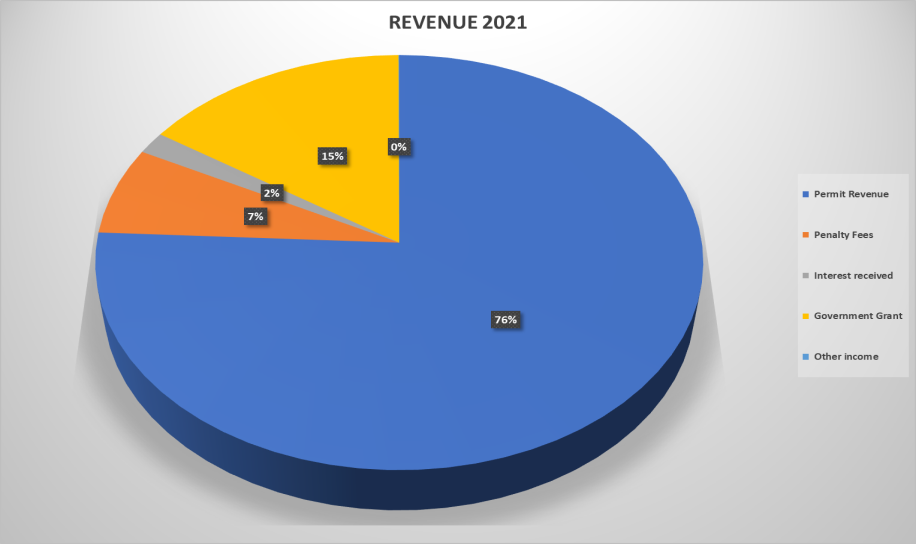 REVENUE 2021
0%
15%
2%
7%
76%
Permit Revenue
Penalty Fees
Interest received
Government Grant
Other income